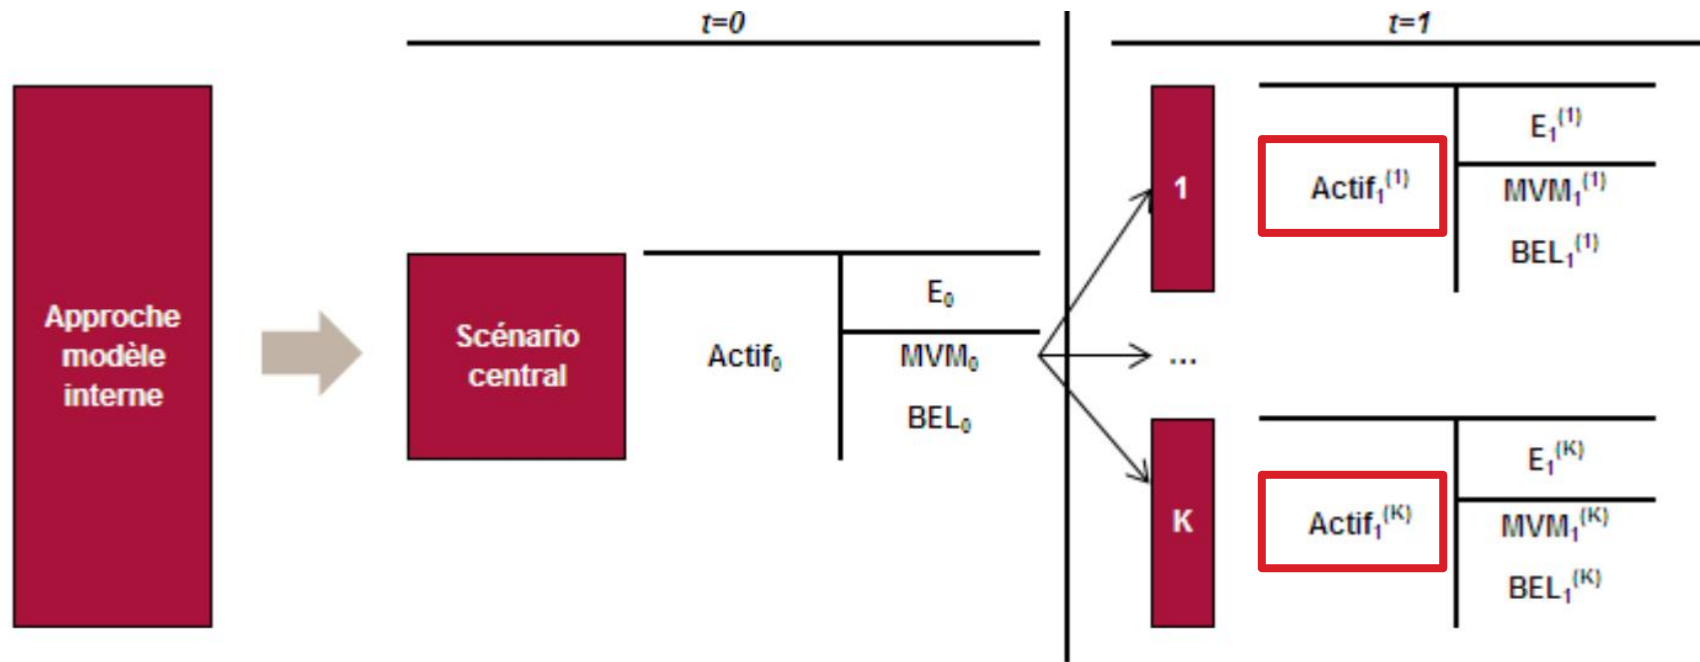 t=0
t=1
Approche
modèle
interne
Scénario
central
Actif₀
E₀
MVM₀
BEL₀
1
Actif₁⁽¹⁾
E₁⁽¹⁾
MVM₁⁽¹⁾
BEL₁⁽¹⁾
...
K
Actif₁⁽ᴷ⁾
E₁⁽ᴷ⁾
MVM₁⁽ᴷ⁾
BEL₁⁽ᴷ⁾